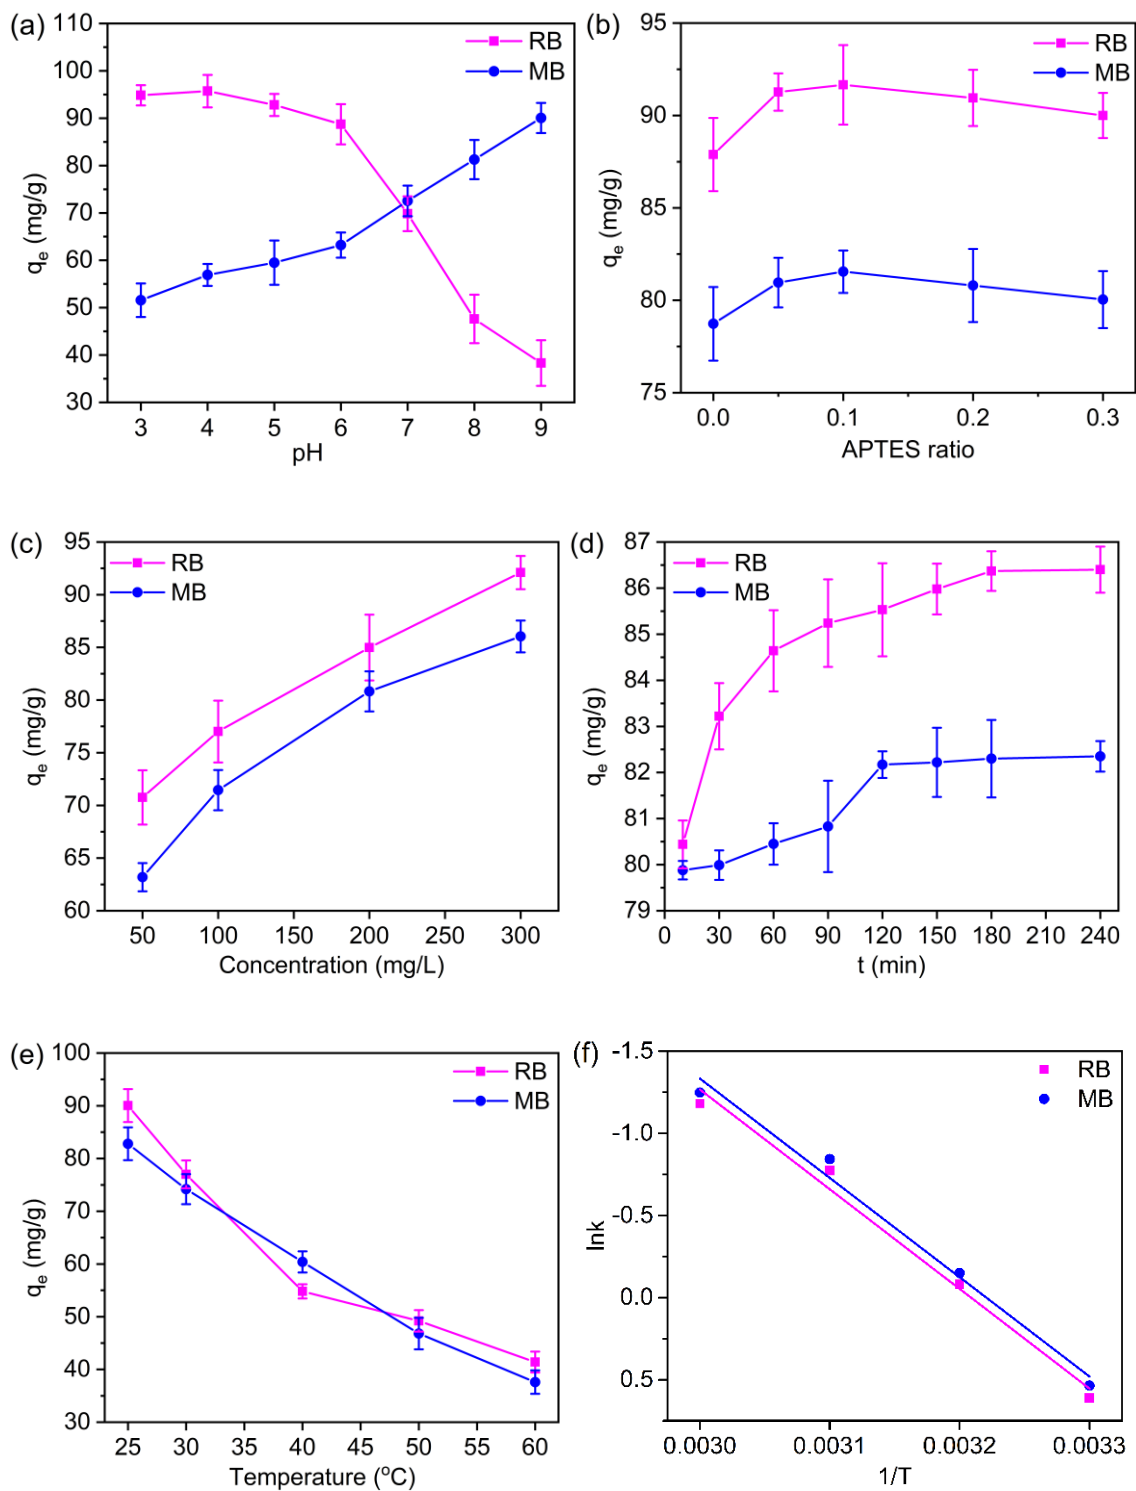 (a)
110
100
90
80
70
60
50
40
30
qe (mg/g)
RB
MB
3 4 5 6 7 8 9
pH
(b)
95
90
85
80
75
qe (mg/g)
RB
MB
0.0 0.1 0.2 0.3
APTES ratio
(c)
95
90
85
80
75
70
65
60
qe (mg/g)
RB
MB
50 100 150 200 250 300
Concentration (mg/L)
(d)
87
86
85
84
83
82
81
80
79
qe (mg/g)
RB
MB
0 30 60 90 120 150 180 210 240
t (min)
(e)
100
90
80
70
60
50
40
30
qe (mg/g)
RB
MB
25 30 35 40 45 50 55 60
Temperature (°C)
(f)
-1.5
-1.0
-0.5
0.0
0.5
lnk
RB
MB
0.0030 0.0031 0.0032 0.0033
1/T